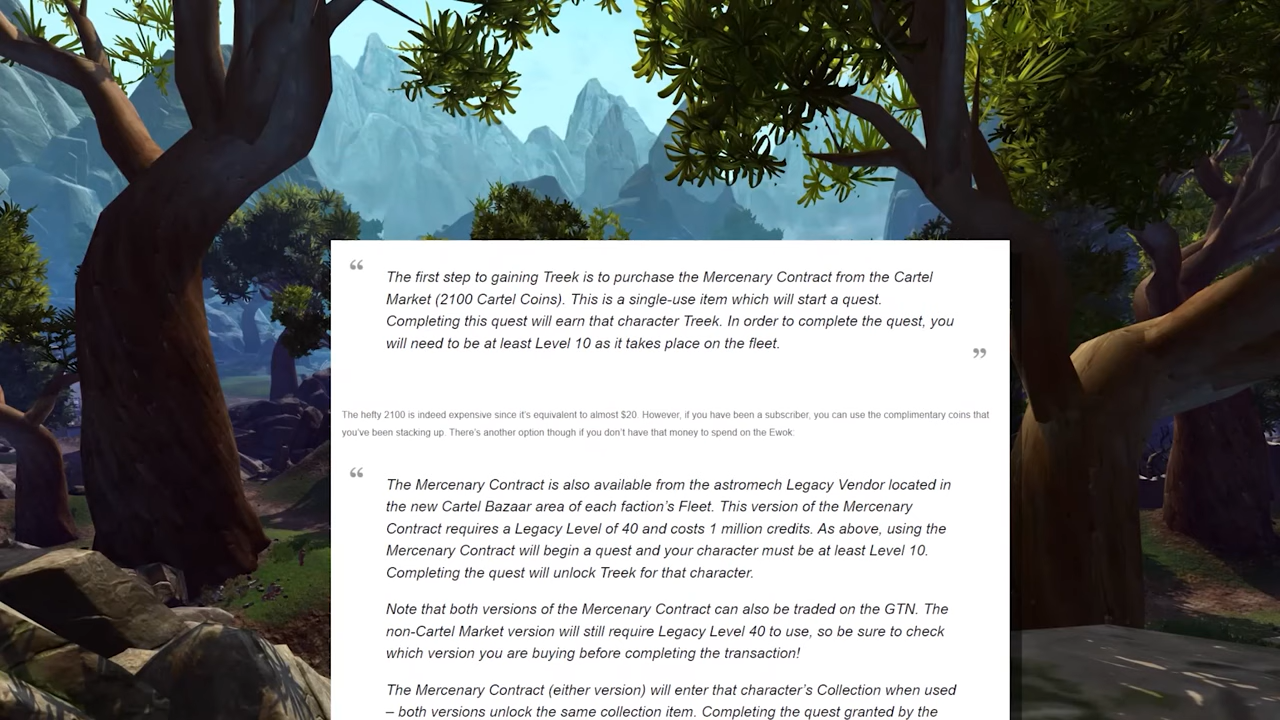 “
The first step to gaining Treek is to purchase the Mercenary Contract from the Cartel
Market (2100 Cartel Coins). This is a single-use item which will start a quest.
Completing this quest will earn that character Treek. In order to complete the quest, you
will need to be at least Level 10 as it takes place on the fleet.
”
The hefty 2100 is indeed expensive since it's equivalent to almost $20. However, if you have been a subscriber, you can use the complimentary coins that
you've been stacking up. There's another option though if you don't have that money to spend on the Ewok:
“
The Mercenary Contract is also available from the astromech Legacy Vendor located in
the new Cartel Bazaar area of each faction's Fleet. This version of the Mercenary
Contract requires a Legacy Level of 40 and costs 1 million credits. As above, using the
Mercenary Contract will begin a quest and your character must be at least Level 10.
Completing the quest will unlock Treek for that character.
Note that both versions of the Mercenary Contract can also be traded on the GTN. The
non-Cartel Market version will still require Legacy Level 40 to use, so be sure to check
which version you are buying before completing the transaction!
The Mercenary Contract (either version) will enter that character's Collection when used
– both versions unlock the same collection item. Completing the quest granted by the